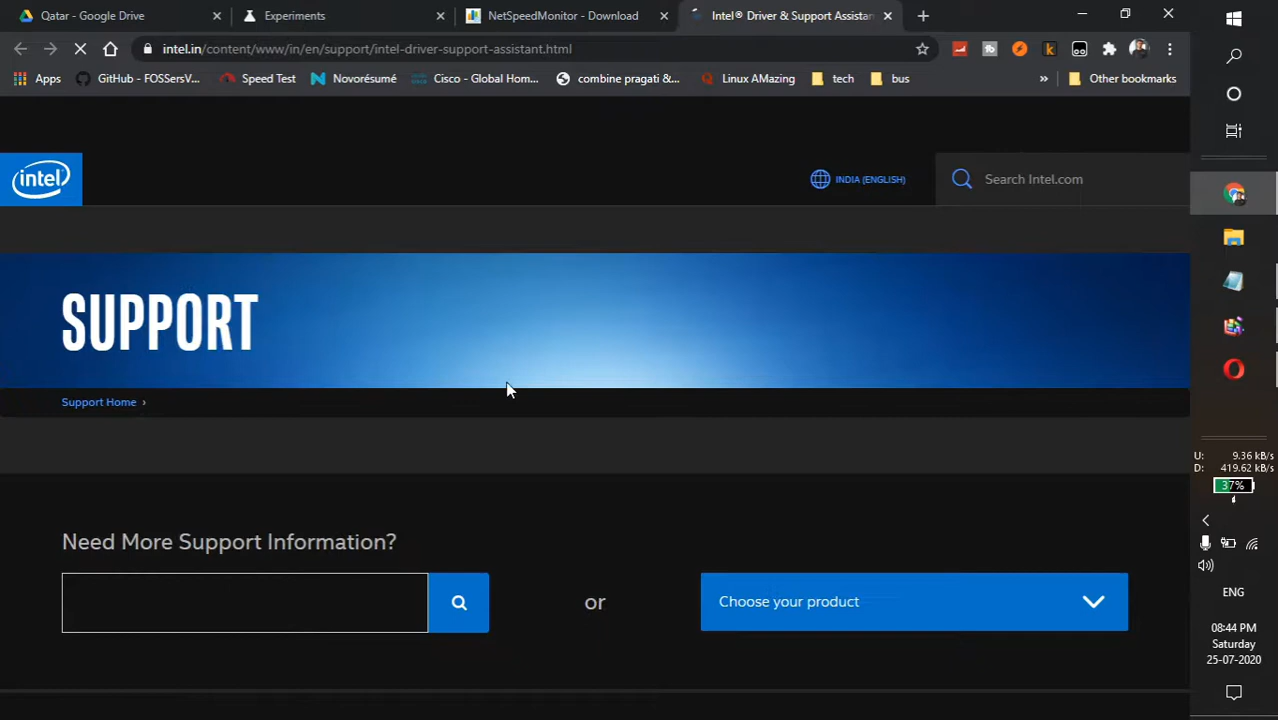 Qatar - Google Drive
Experiments
NetSpeedMonitor - Download
Intel® Driver & Support Assistan
intel.in/content/www/in/en/support/intel-driver-support-assistant.html
Apps
GitHub - FOSSersV...
Speed Test
Novorésumé
Cisco - Global Hom...
combine pragati &...
Linux AMazing
tech
bus
Other bookmarks
intel
INDIA (ENGLISH)
Search Intel.com
SUPPORT
Support Home ›
Need More Support Information?
or
Choose your product
U: 9.36 kB/s
D: 419.62 kB/s
37%
ENG
08:44 PM
Saturday
25-07-2020